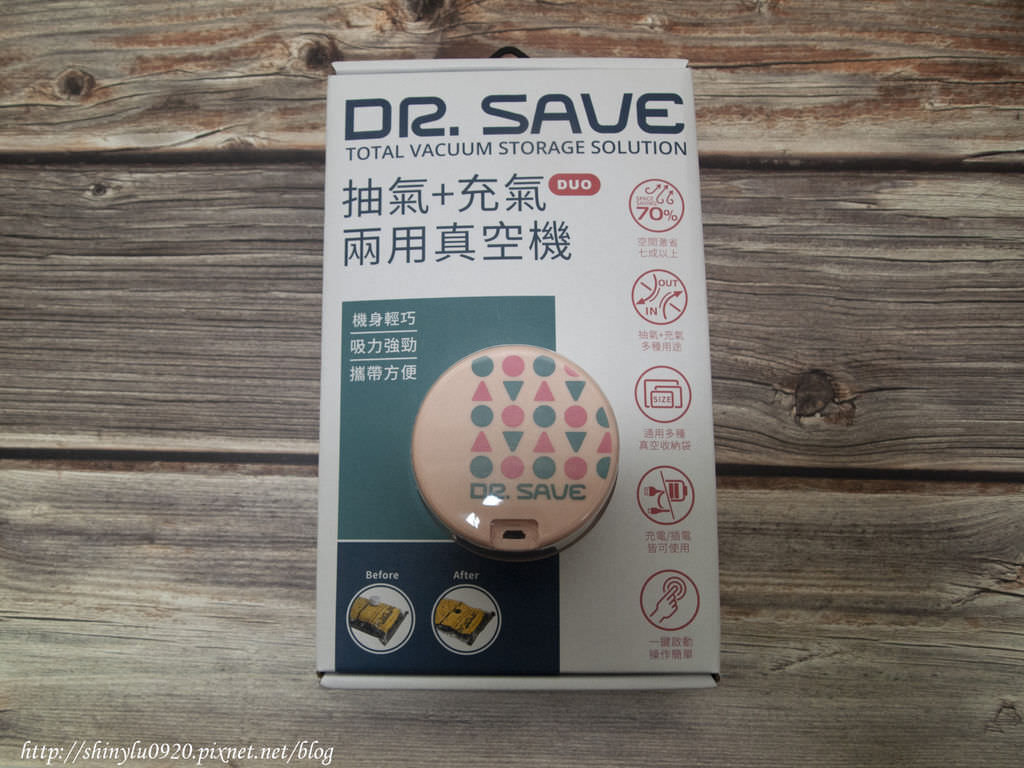 DR. SAVE
TOTAL VACUUM STORAGE SOLUTION
抽氣+充氣 DUO
兩用真空機
機身輕巧
吸力強勁
攜帶方便
DR. SAVE
Before
After
SPACE SAVING
70%
空間激省
七成以上
OUT
IN
抽氣+充氣
多種用途
SIZE
適用多種
真空收納袋
充電/插電
皆可使用
一鍵啟動
操作簡單
http://shinylu0920.pixnet.net/blog